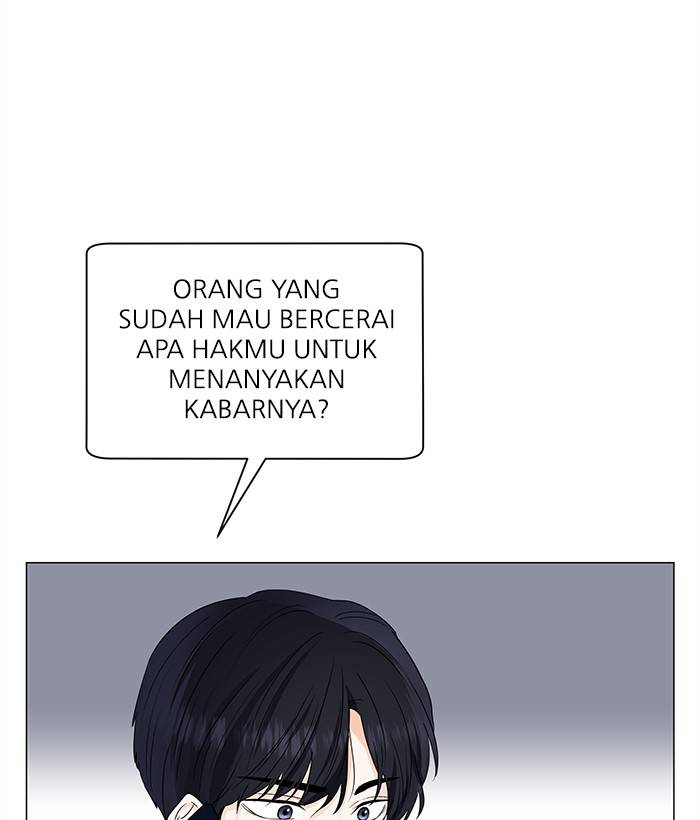 ORANG YANG
SUDAH MAU BERCERAI
APA HAKMU UNTUK
MENANYAKAN
KABARNYA?